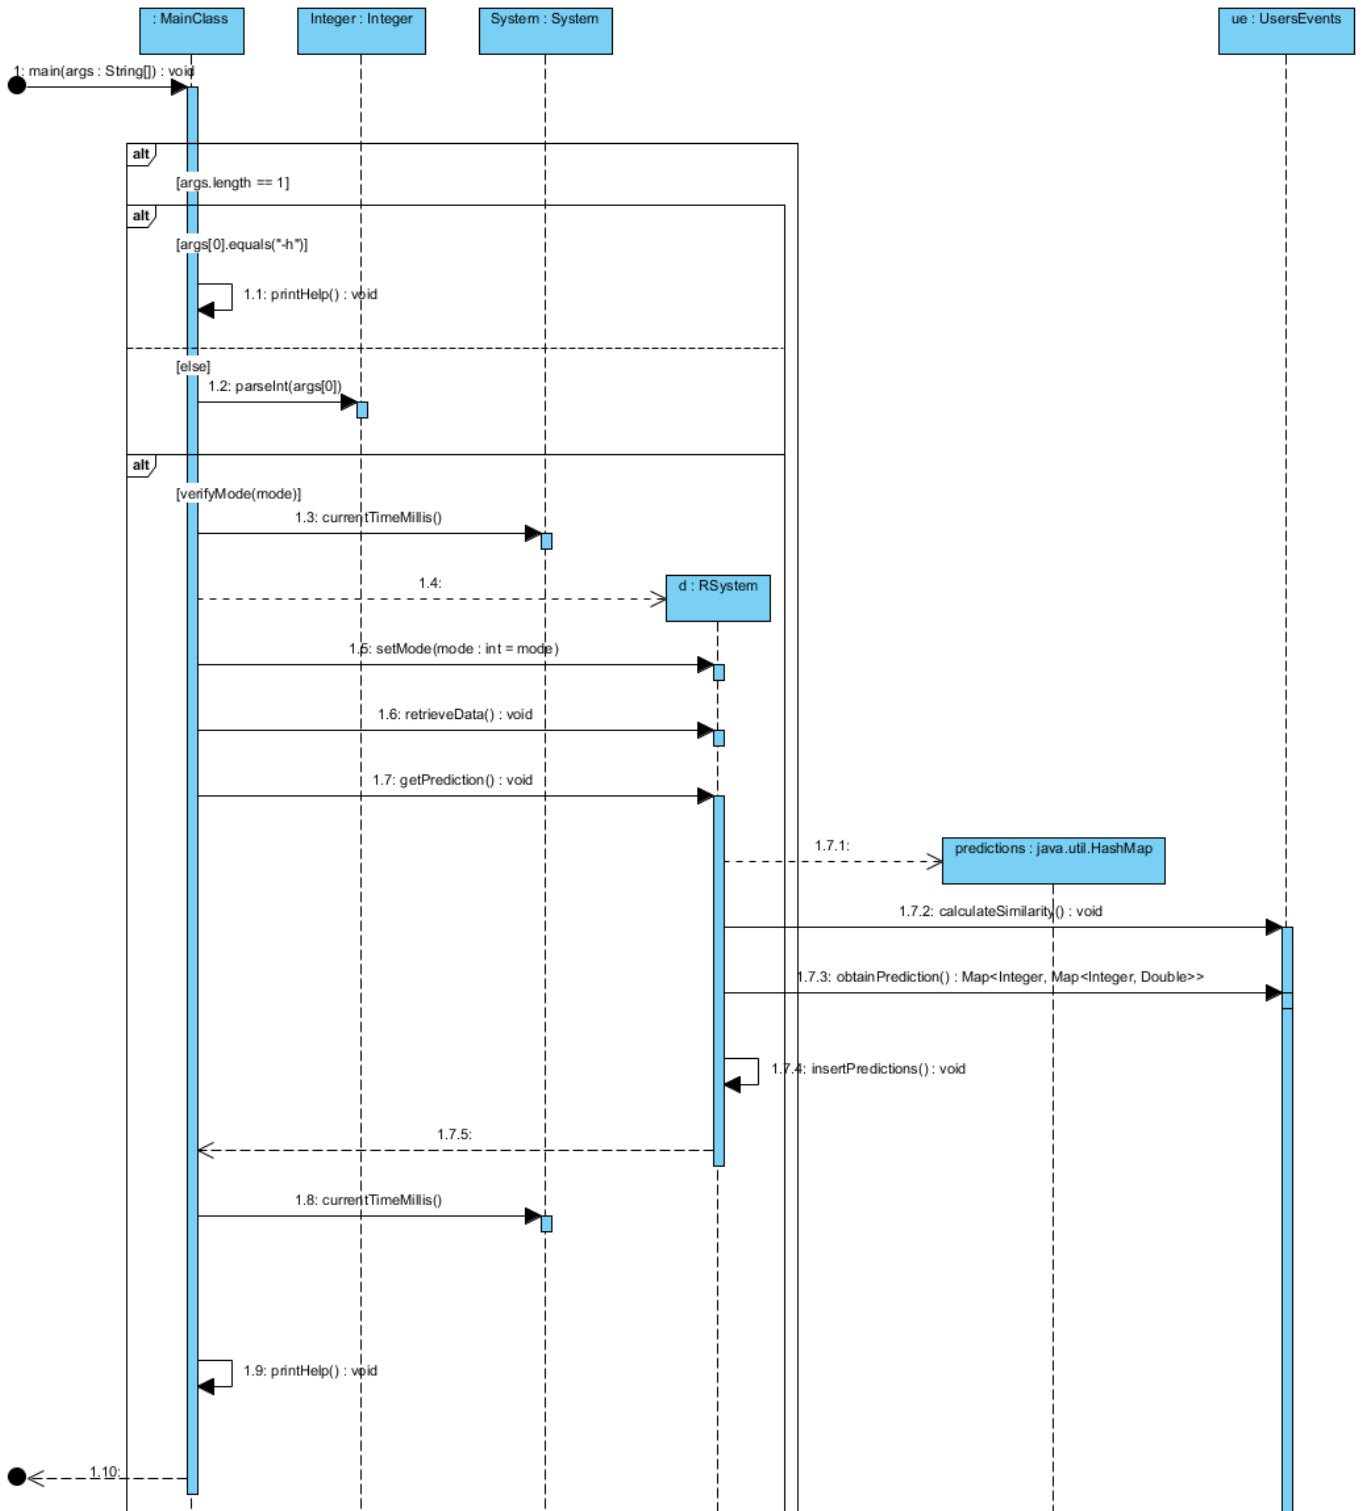 : MainClass
Integer : Integer
System : System
ue : UsersEvents
1: main(args : String[]) : void
alt
[args.length == 1]
alt
[args[0].equals("-h")]
1.1: printHelp() : void
[else]
1.2: parseInt(args[0])
alt
[verifyMode(mode)]
1.3: currentTimeMillis()
1.4:
d : RSystem
1.5: setMode(mode : int = mode)
1.6: retrieveData() : void
1.7: getPrediction() : void
1.7.1:
predictions : java.util.HashMap
1.7.2: calculateSimilarity() : void
1.7.3: obtainPrediction() : Map<Integer, Map<Integer, Double>>
1.7.4: insertPredictions() : void
1.7.5:
1.8: currentTimeMillis()
1.9: printHelp() : void
1.10: